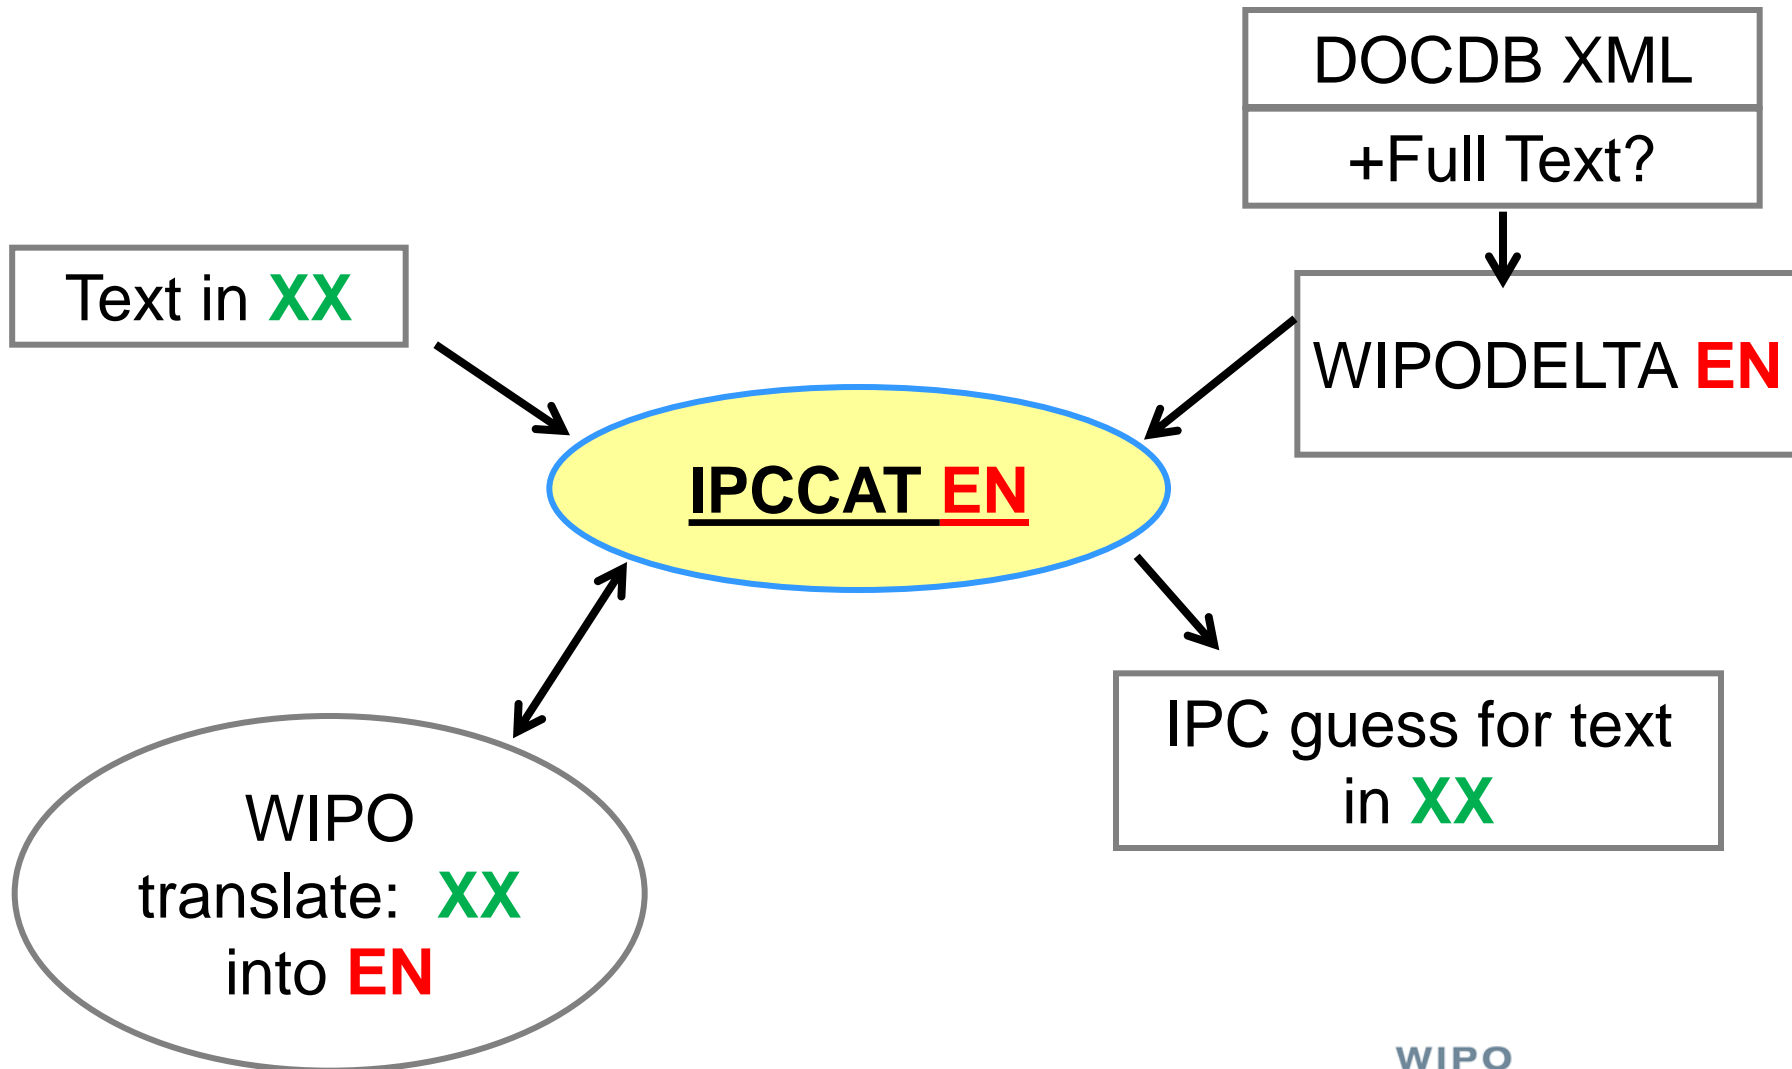 DOCDB XML
+Full Text?
Text in XX
WIPODELTA EN
IPCCAT EN
IPC guess for text
in XX
WIPO
translate: XX
into EN
WIPO